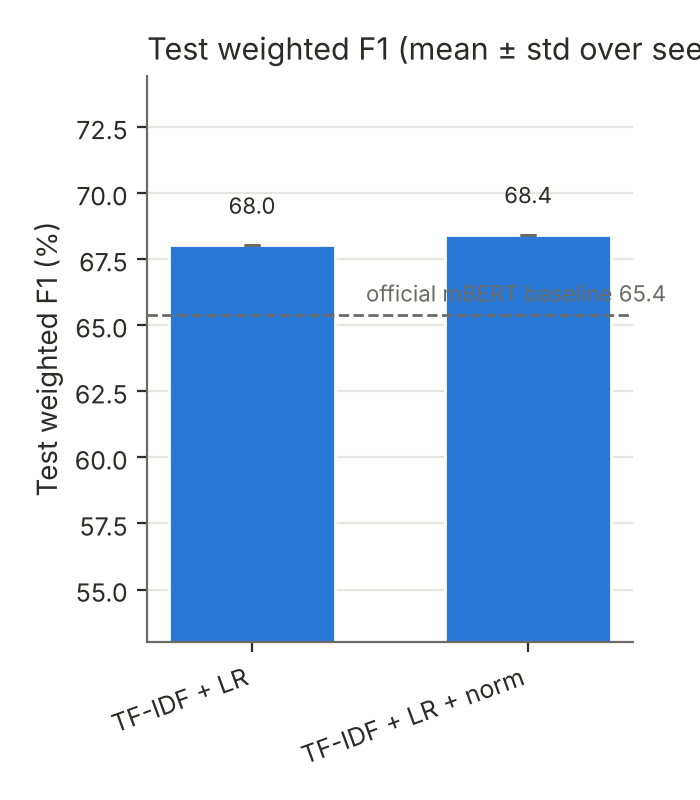 Test weighted F1 (mean ± std over see
72.5
70.0
67.5
65.0
62.5
60.0
57.5
55.0
Test weighted F1 (%)
68.0
68.4
official mBERT baseline 65.4
TF-IDF + LR
TF-IDF + LR + norm